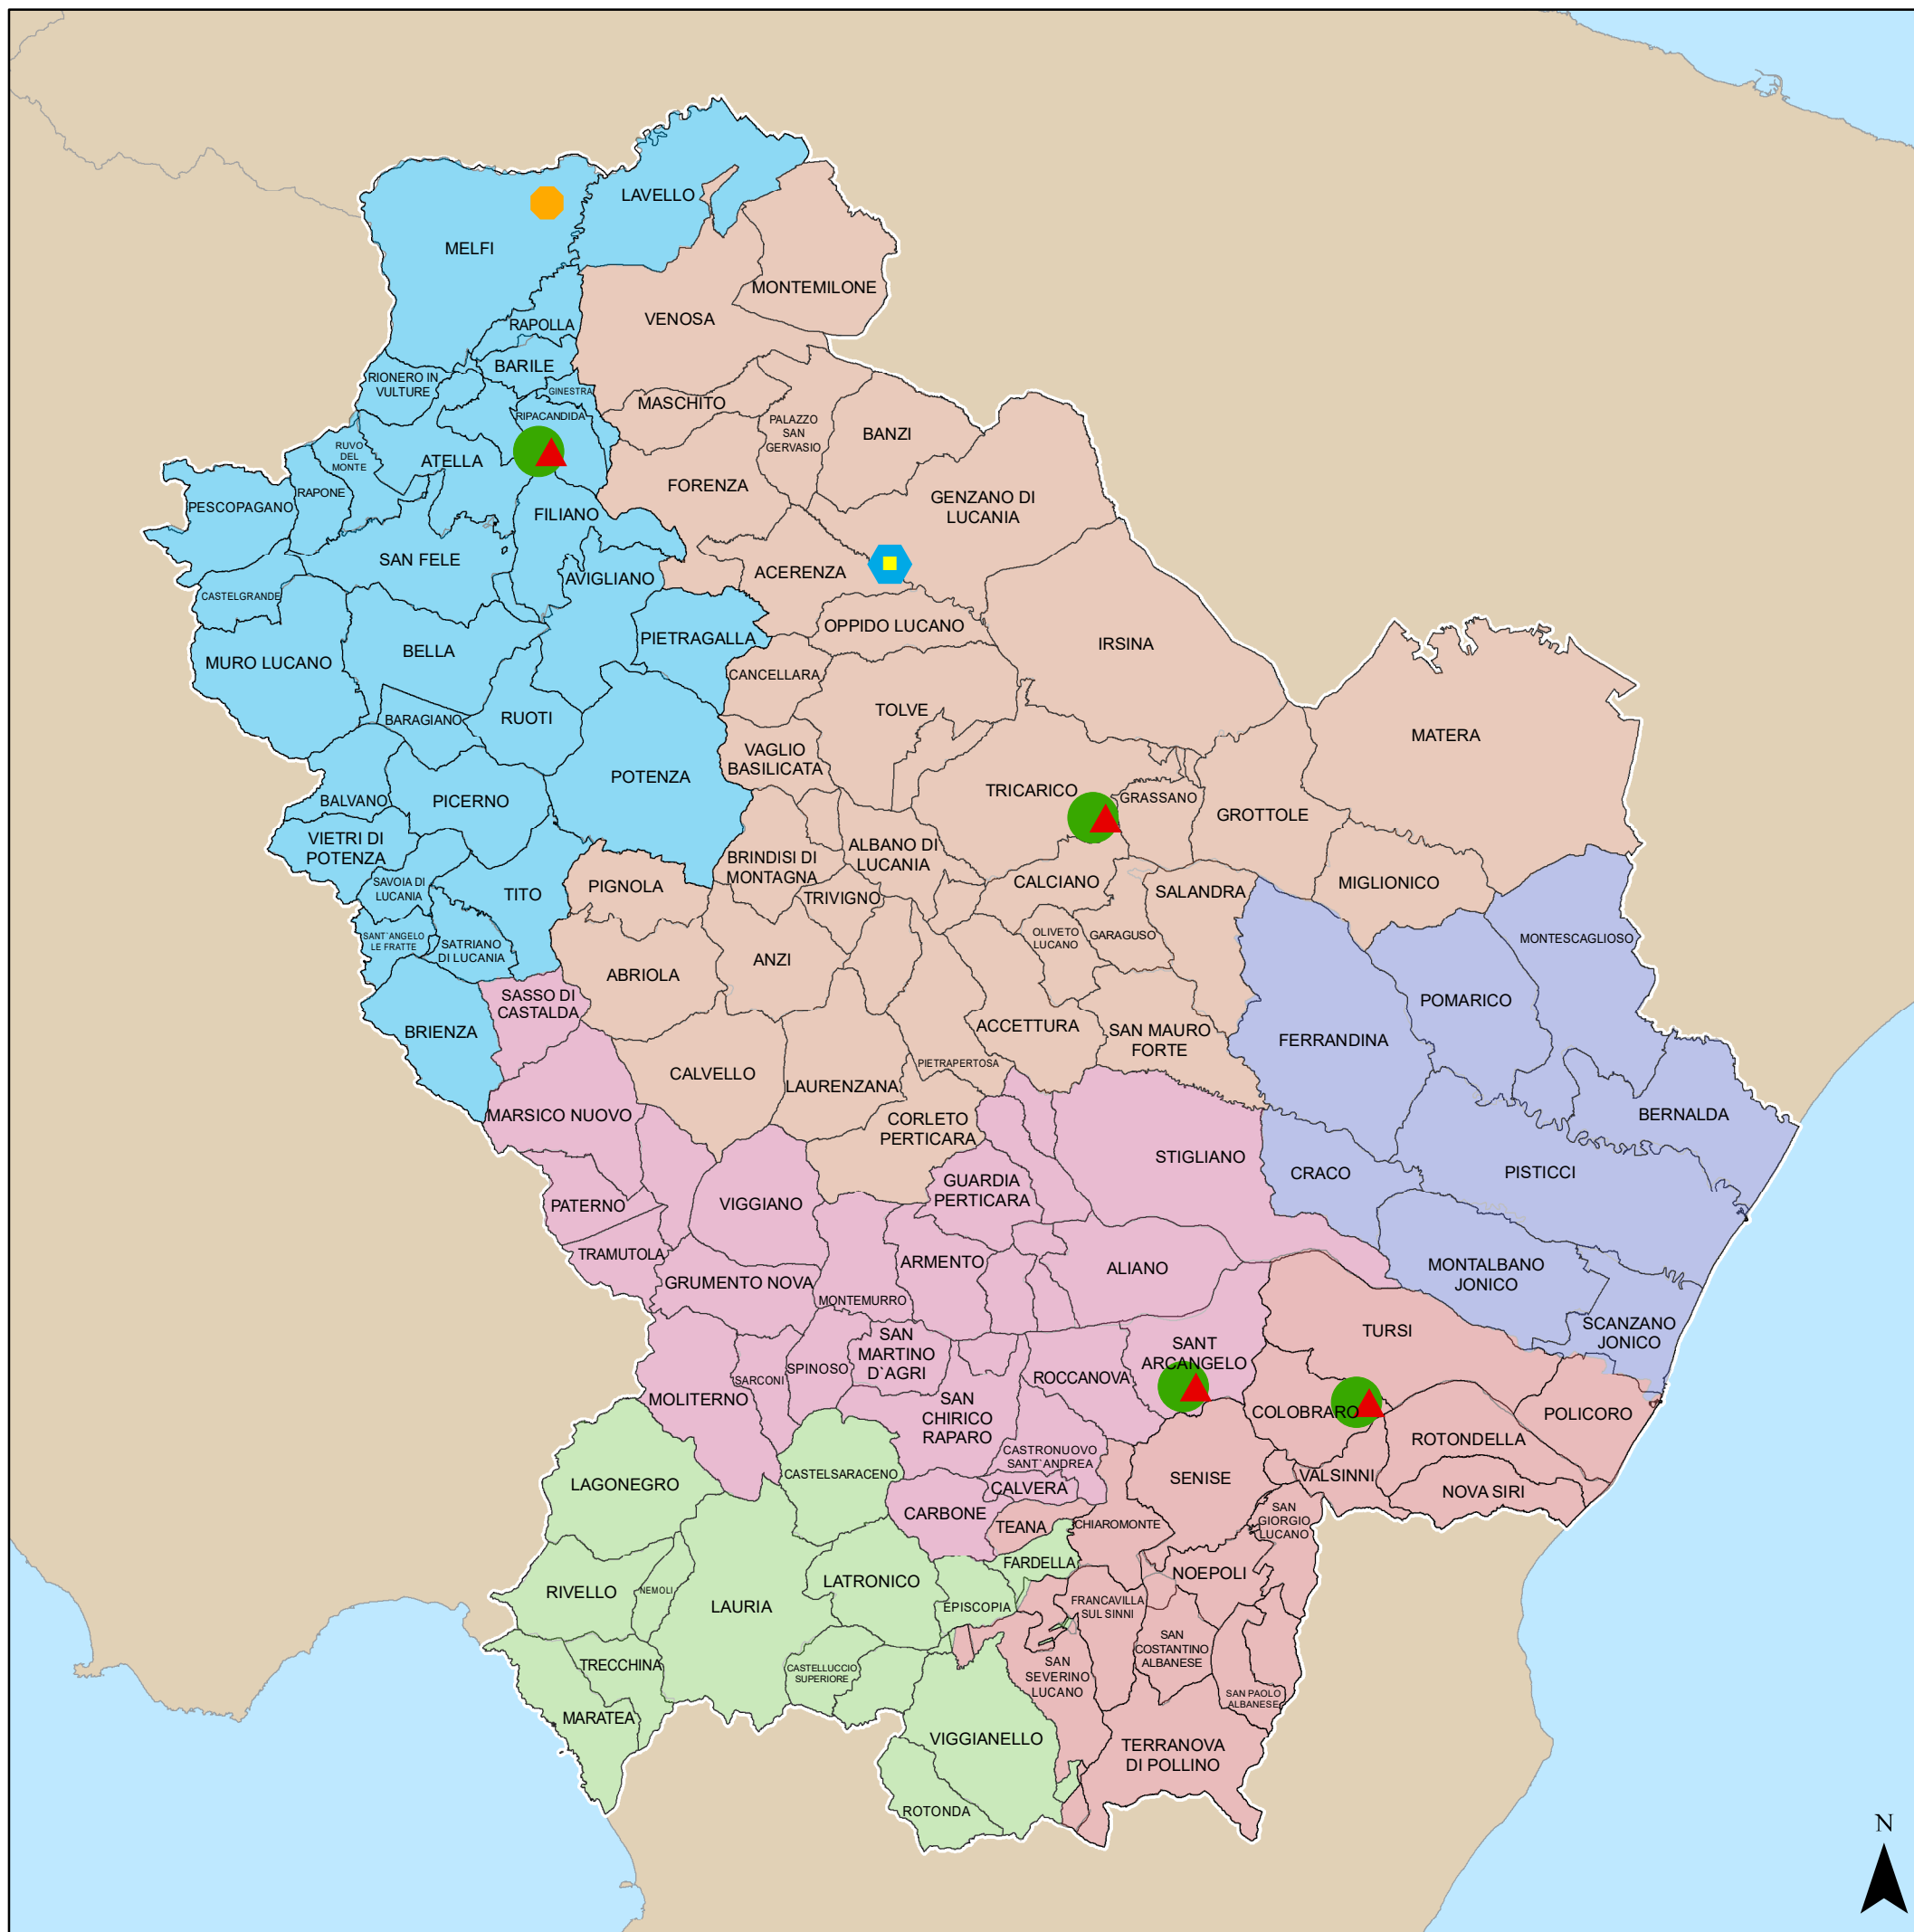 LAVELLO
MELFI
MONTEMILONE
VENOSA
RAPOLLA
BARILE
RIONERO IN
VULTURE
GINESTRA
MASCHITO
RIPACANDIDA
PALAZZO
SAN
GERVASIO
BANZI
RUVO
DEL
MONTE
ATELLA
FORENZA
RAPONE
GENZANO DI
LUCANIA
PESCOPAGANO
FILIANO
SAN FELE
ACERENZA
AVIGLIANO
CASTELGRANDE
OPPIDO LUCANO
PIETRAGALLA
IRSINA
BELLA
MURO LUCANO
CANCELLARA
TOLVE
BARAGIANO
RUOTI
MATERA
VAGLIO
BASILICATA
POTENZA
TRICARICO
GRASSANO
BALVANO
PICERNO
GROTTOLE
VIETRI DI
POTENZA
BRINDISI DI
MONTAGNA
ALBANO DI
LUCANIA
SAVOIA DI
LUCANIA
TITO
PIGNOLA
TRIVIGNO
CALCIANO
SALANDRA
MIGLIONICO
SANT`ANGELO
LE FRATTE
SATRIANO
DI LUCANIA
OLIVETO
LUCANO
GARAGUSO
MONTESCAGLIOSO
ABRIOLA
ANZI
SASSO DI
CASTALDA
POMARICO
BRIENZA
ACCETTURA
SAN MAURO
FORTE
FERRANDINA
PIETRAPERTOSA
CALVELLO
LAURENZANA
MARSICO NUOVO
CORLETO
PERTICARA
BERNALDA
STIGLIANO
CRACO
PISTICCI
GUARDIA
PERTICARA
PATERNO
VIGGIANO
TRAMUTOLA
ARMENTO
ALIANO
MONTALBANO
JONICO
GRUMENTO NOVA
MONTEMURRO
SCANZANO
JONICO
TURSI
SAN
MARTINO
D`AGRI
SANT
ARCANGELO
SPINOSO
SARCONI
ROCCANOVA
MOLITERNO
SAN
CHIRICO
RAPARO
COLOBRARO
POLICORO
ROTONDELLA
CASTRONUOVO
SANT`ANDREA
CASTELSARACENO
LAGONEGRO
SENISE
VALSINNI
CALVERA
NOVA SIRI
CARBONE
SAN
GIORGIO
LUCANO
TEANA
CHIAROMONTE
FARDELLA
NOEPOLI
LATRONICO
RIVELLO
NEMOLI
LAURIA
EPISCOPIA
FRANCAVILLA
SUL SINNI
SAN
COSTANTINO
ALBANESE
TRECCHINA
CASTELLUCCIO
SUPERIORE
SAN
SEVERINO
LUCANO
SAN PAOLO
ALBANESE
MARATEA
VIGGIANELLO
TERRANOVA
DI POLLINO
ROTONDA
N